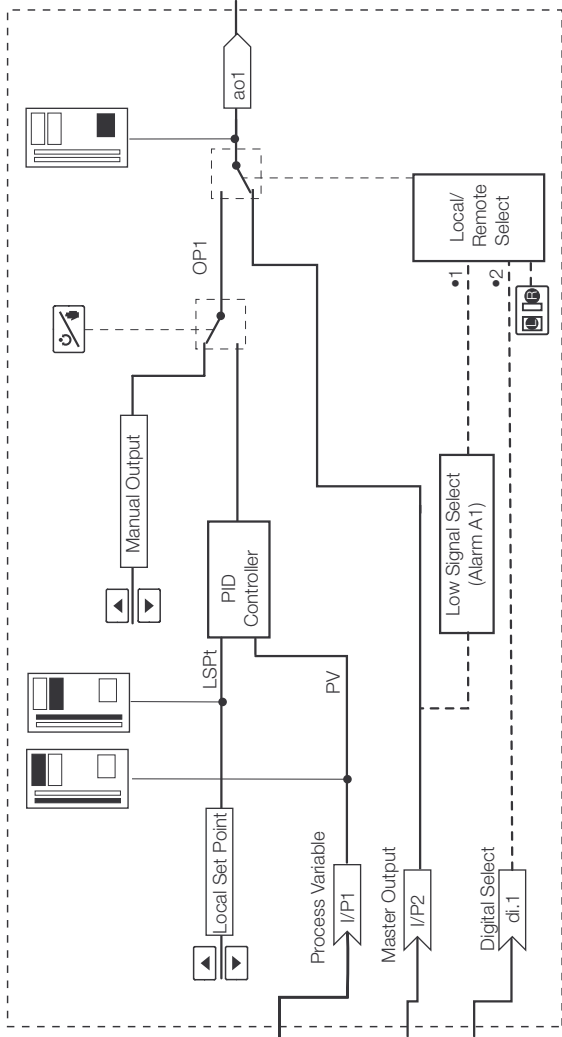 Local Set Point
LSPt
Process Variable
I/P1
PV
PID
Controller
Manual Output
OP1
ao1
Master Output
I/P2
Low Signal Select
(Alarm A1)
Digital Select
di.1
•1
•2
Local/
Remote
Select
L
R